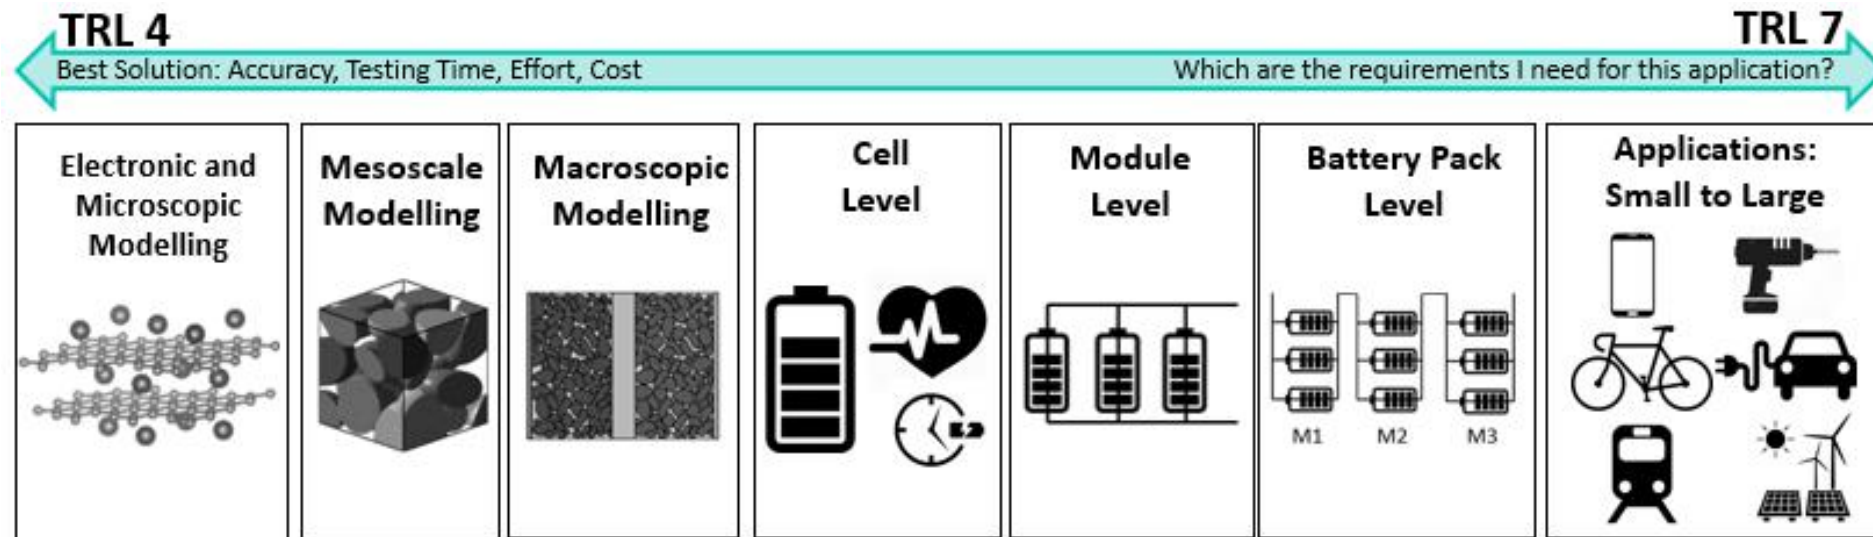 TRL 4
TRL 7
Best Solution: Accuracy, Testing Time, Effort, Cost
Which are the requirements I need for this application?
Electronic and
Microscopic
Modelling
Mesoscale
Modelling
Macroscopic
Modelling
Cell
Level
Module
Level
Battery Pack
Level
M1
M2
M3
Applications:
Small to Large